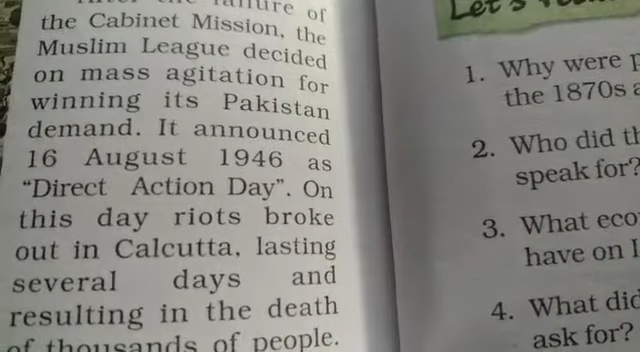 failure of
the Cabinet Mission, the
Muslim League decided
on mass agitation for
winning its Pakistan
demand. It announced
16 August 1946 as
“Direct Action Day”. On
this day riots broke
out in Calcutta, lasting
several days and
resulting in the death
of thousands of people.
Let's
1. Why were
the 1870s
2. Who did
speak for?
3. What
have on
4. What did
ask for?